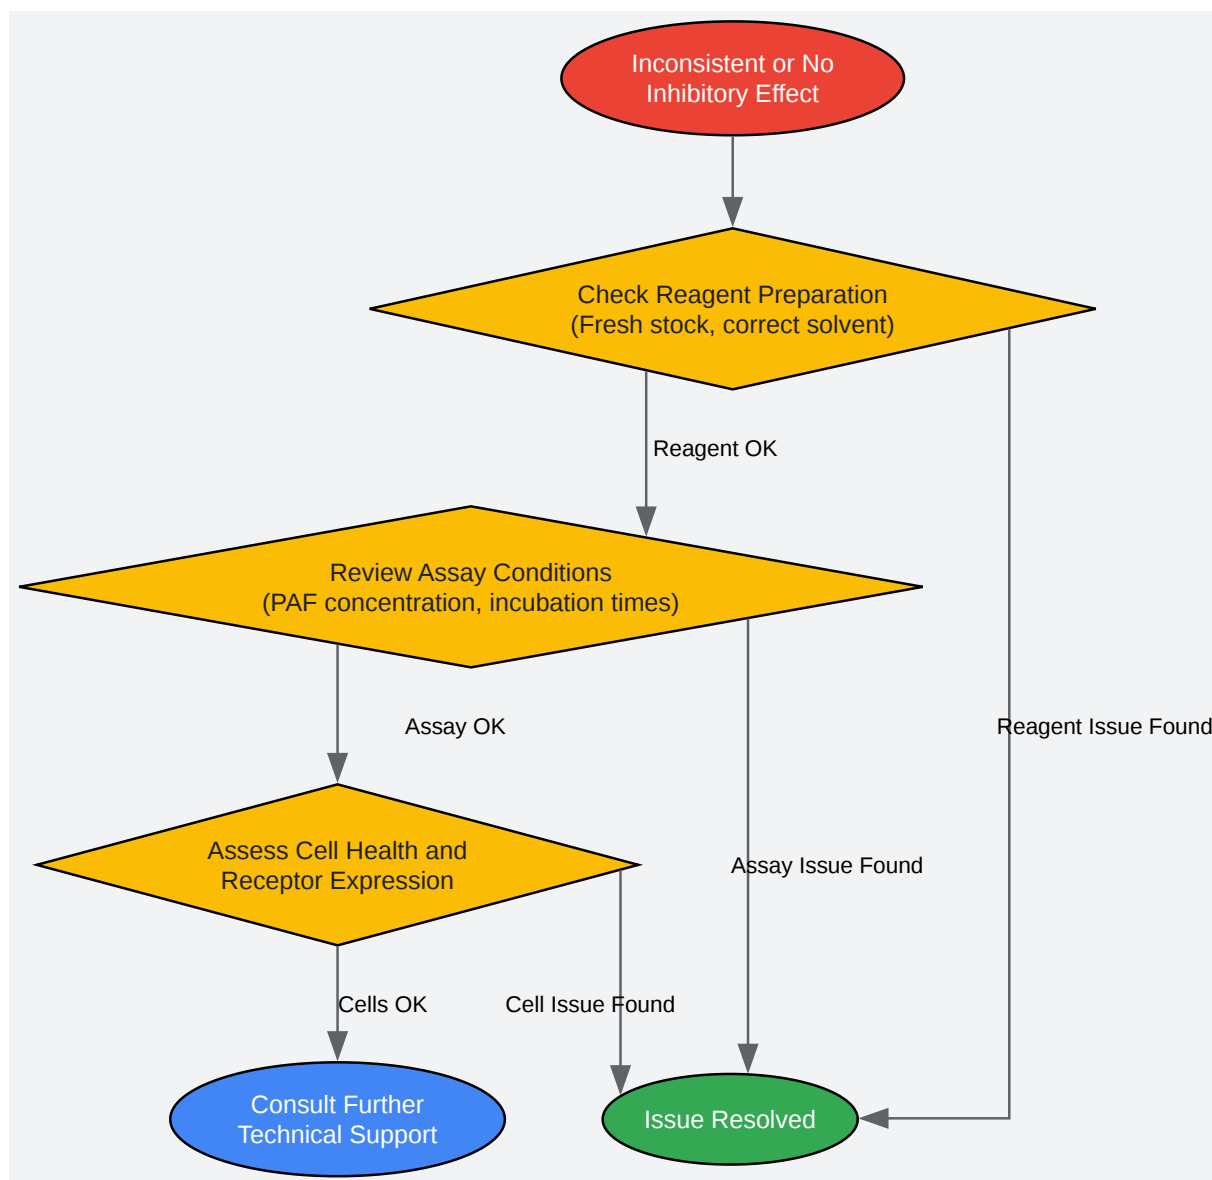 Inconsistent or No
Inhibitory Effect
Check Reagent Preparation
(Fresh stock, correct solvent)
Reagent OK
Review Assay Conditions
(PAF concentration, incubation times)
Assay OK
Reagent Issue Found
Assess Cell Health and
Receptor Expression
Assay Issue Found
Cells OK
Cell Issue Found
Consult Further
Technical Support
Issue Resolved